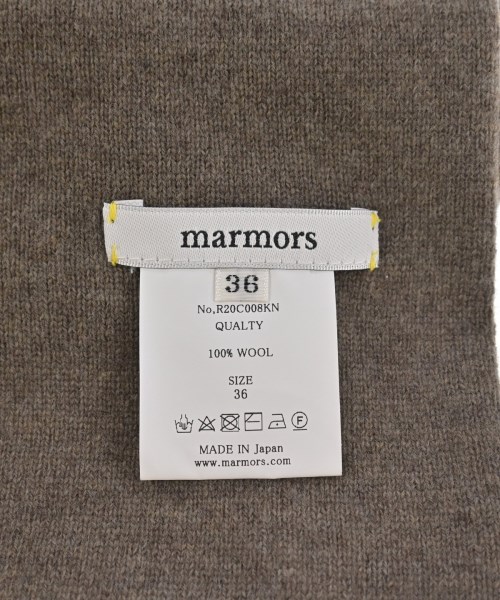 marmors
36
No,R20C008KN
QUALTY
100% WOOL
SIZE
36
F
MADE IN Japan
www.marmors.com